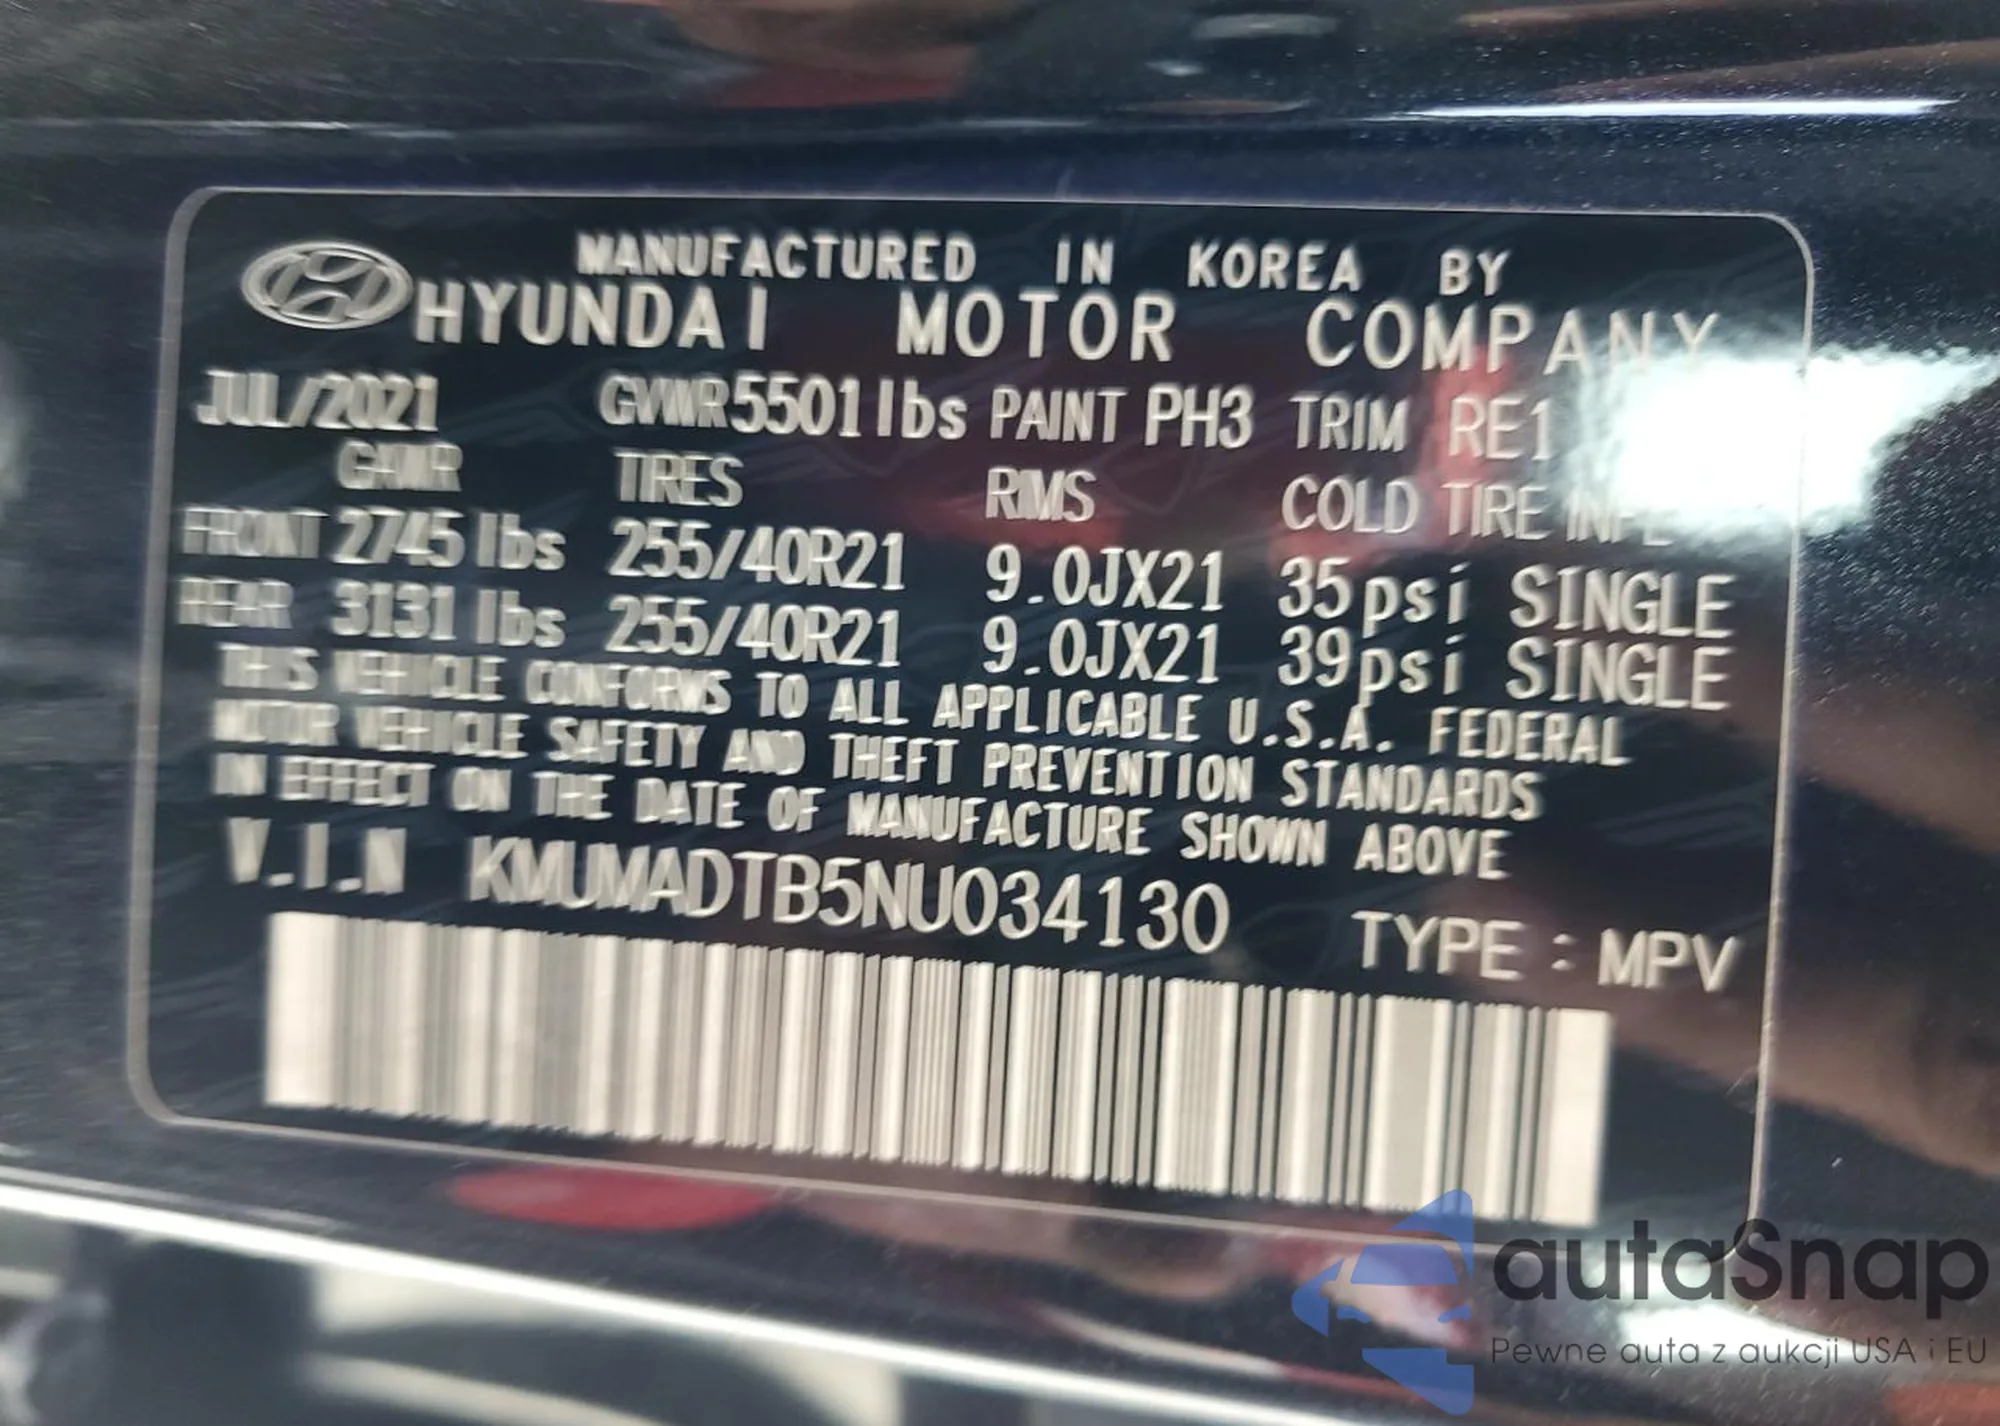 MANUFACTURED IN KOREA BY
HYUNDAI MOTOR COMPANY
JUL/2021 GVWR 5501 lbs PAINT PH3 TRIM RE1
GAWR TIRES RIMS COLD TIRE INFL
FRONT 2745 lbs 255/40R21 9.0JX21 35psi SINGLE
REAR 3131 lbs 255/40R21 9.0JX21 39psi SINGLE
THIS VEHICLE CONFORMS TO ALL APPLICABLE U.S.A. FEDERAL
MOTOR VEHICLE SAFETY AND THEFT PREVENTION STANDARDS
IN EFFECT ON THE DATE OF MANUFACTURE SHOWN ABOVE
V.I.N KMUMADTB5NU034130 TYPE : MPV
autaSnap
Pewne auta z aukcji USA i EU